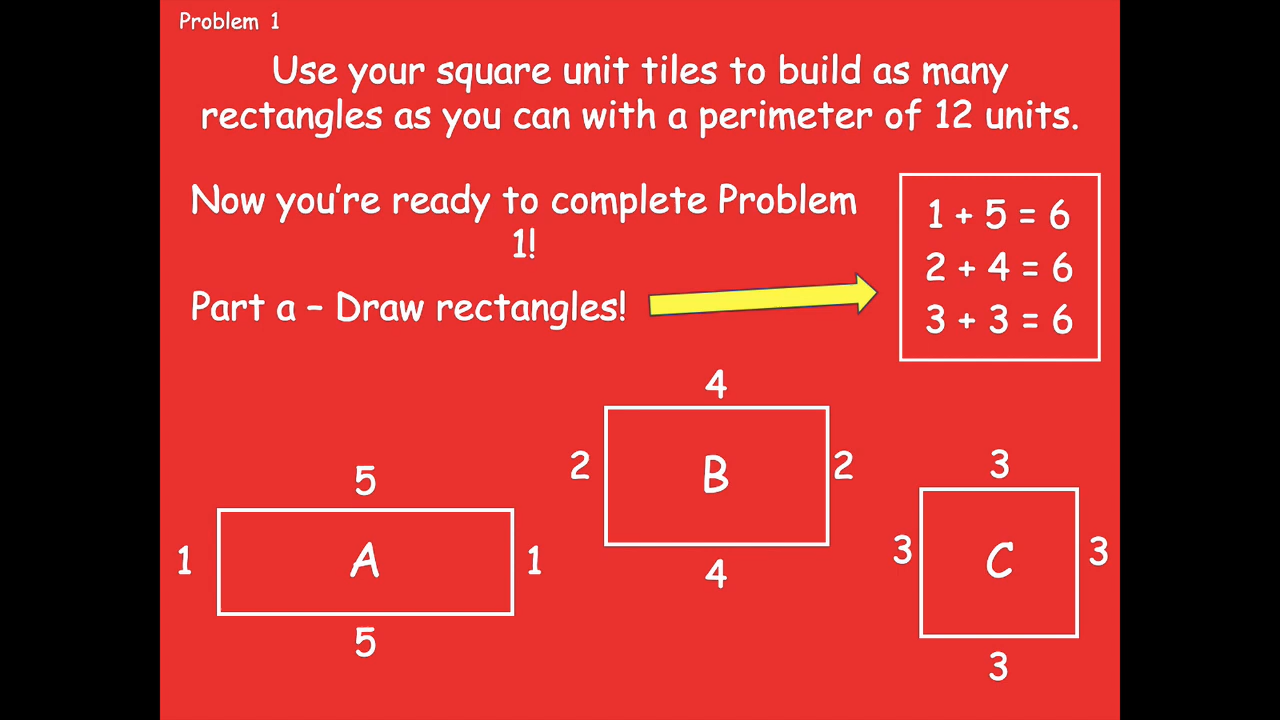 Problem 1
Use your square unit tiles to build as many
rectangles as you can with a perimeter of 12 units.
Now you're ready to complete Problem
1!
Part a – Draw rectangles!
1 + 5 = 6
2 + 4 = 6
3 + 3 = 6
5
1 A 1
5
4
2 B 2
4
3
3 C 3
3